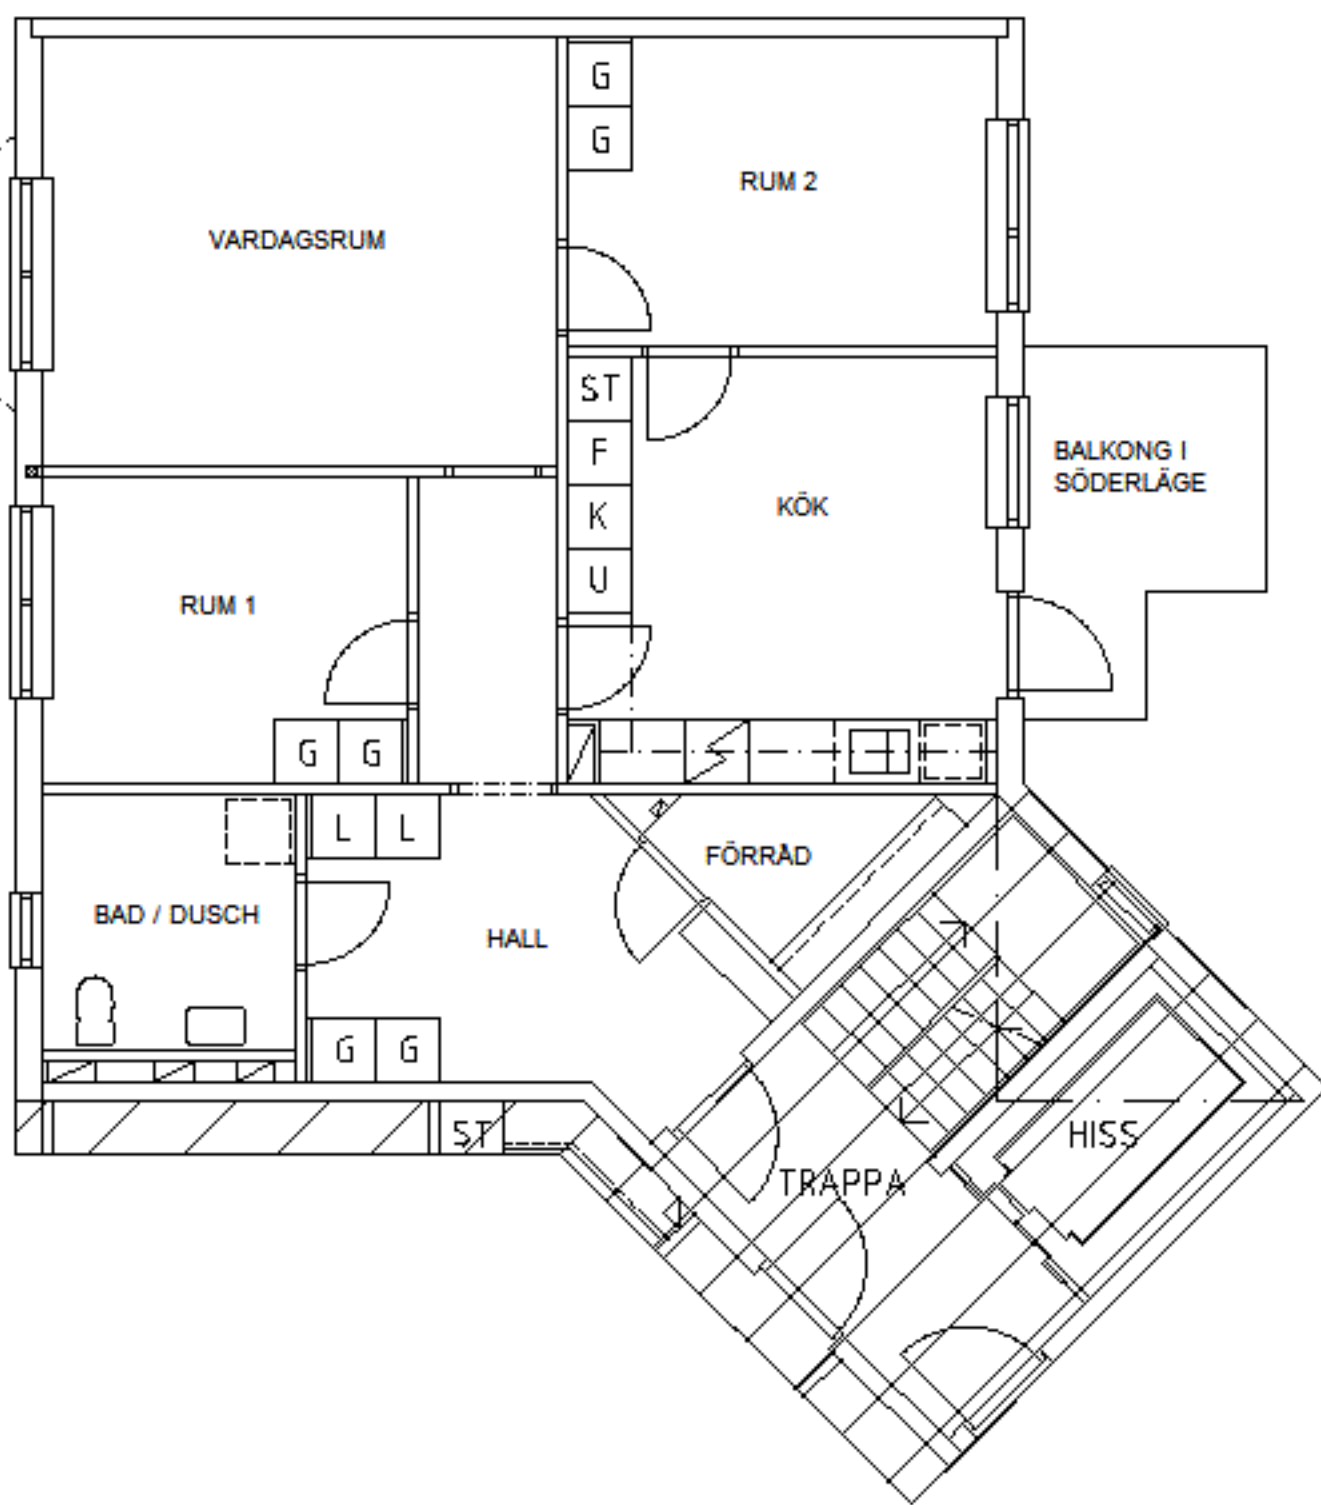 G
G
RUM 2
VARDAGSRUM
ST
F
K
U
KÖK
BALKONG I
SÖDERLÄGE
RUM 1
G G
L L
FÖRRÅD
BAD / DUSCH
HALL
G G
ST
HISS
TRAPPA